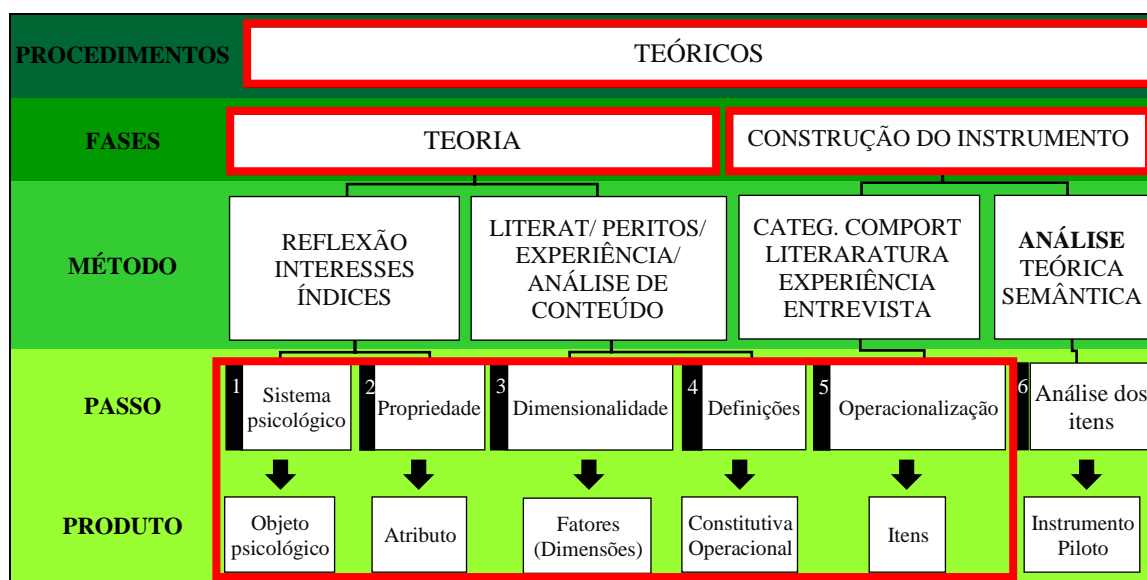 PROCEDIMENTOS
TEÓRICOS
FASES
TEORIA
CONSTRUÇÃO DO INSTRUMENTO
MÉTODO
REFLEXÃO
INTERESSES
ÍNDICES
LITERAT/ PERITOS/
EXPERIÊNCIA/
ANÁLISE DE
CONTEÚDO
CATEG. COMPORT
LITERARATURA
EXPERIÊNCIA
ENTREVISTA
ANÁLISE
TEÓRICA
SEMÂNTICA
PASSO
1
Sistema
psicológico
2
Propriedade
3
Dimensionalidade
4
Definições
5
Operacionalização
6
Análise dos
itens
PRODUTO
Objeto
psicológico
Atributo
Fatores
(Dimensões)
Constitutiva
Operacional
Itens
Instrumento
Piloto